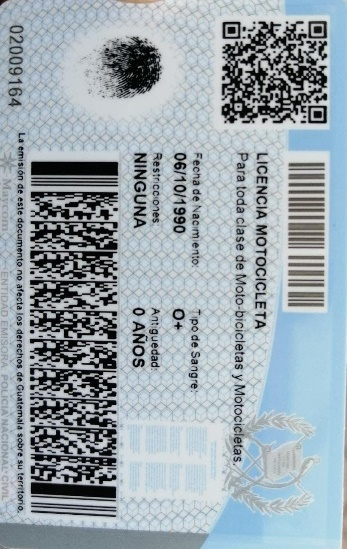 LICENCIA MOTOCICLETA
Para toda clase de Moto-bicicletas y Motocicletas.
Fecha de Nacimiento:
06/10/1990
Tipo de Sangre:
O+
Restricciones
NINGUNA
Antigüedad:
0 AÑOS
La emisión de este documento no afecta los derechos de Guatemala sobre su territorio.
Maycom
ENTIDAD EMISORA POLICIA NACIONAL CIVIL
02009164